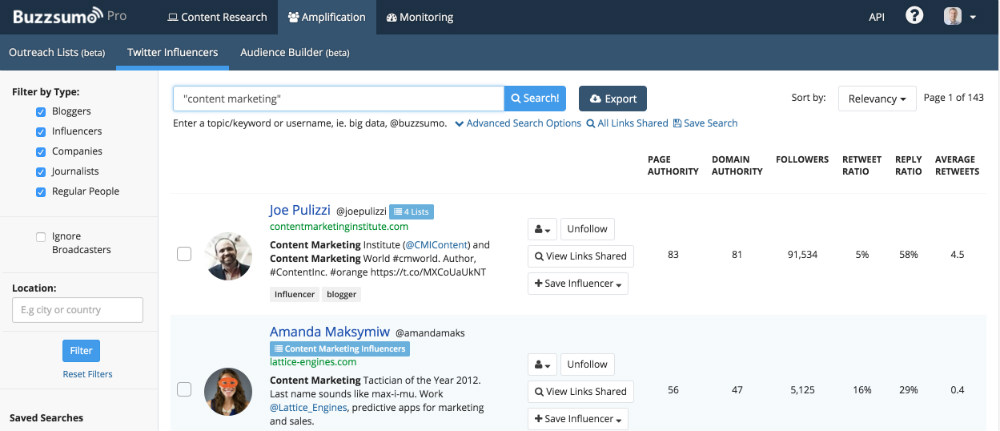 Buzzsumo Pro
Content Research
Amplification
Monitoring
API
?
Outreach Lists (beta)
Twitter Influencers
Audience Builder (beta)
Filter by Type:
Bloggers
Influencers
Companies
Journalists
Regular People
Ignore
Broadcasters
Location:
E.g city or country
Filter
Reset Filters
Saved Searches
"content marketing"
Search!
Export
Sort by:
Relevancy
Page 1 of 143
Enter a topic/keyword or username, ie. big data, @buzzsumo. Advanced Search Options All Links Shared Save Search
PAGE AUTHORITY
DOMAIN AUTHORITY
FOLLOWERS
RETWEET RATIO
REPLY RATIO
AVERAGE RETWEETS
Joe Pulizzi @joepulizzi 4 Lists
contentmarketinginstitute.com
Content Marketing Institute (@CMIContent) and
Content Marketing World #cmworld. Author,
#ContentInc. #orange https://t.co/MXCoUaUkNT
Influencer blogger
Unfollow
View Links Shared
Save Influencer
83 81 91,534 5% 58% 4.5
Amanda Maksymiw @amandamaks
Content Marketing Influencers
lattice-engines.com
Content Marketing Tactician of the Year 2012.
Last name sounds like max-i-mu. Work
@Lattice_Engines, predictive apps for marketing
and sales.
Unfollow
View Links Shared
Save Influencer
56 47 5,125 16% 29% 0.4